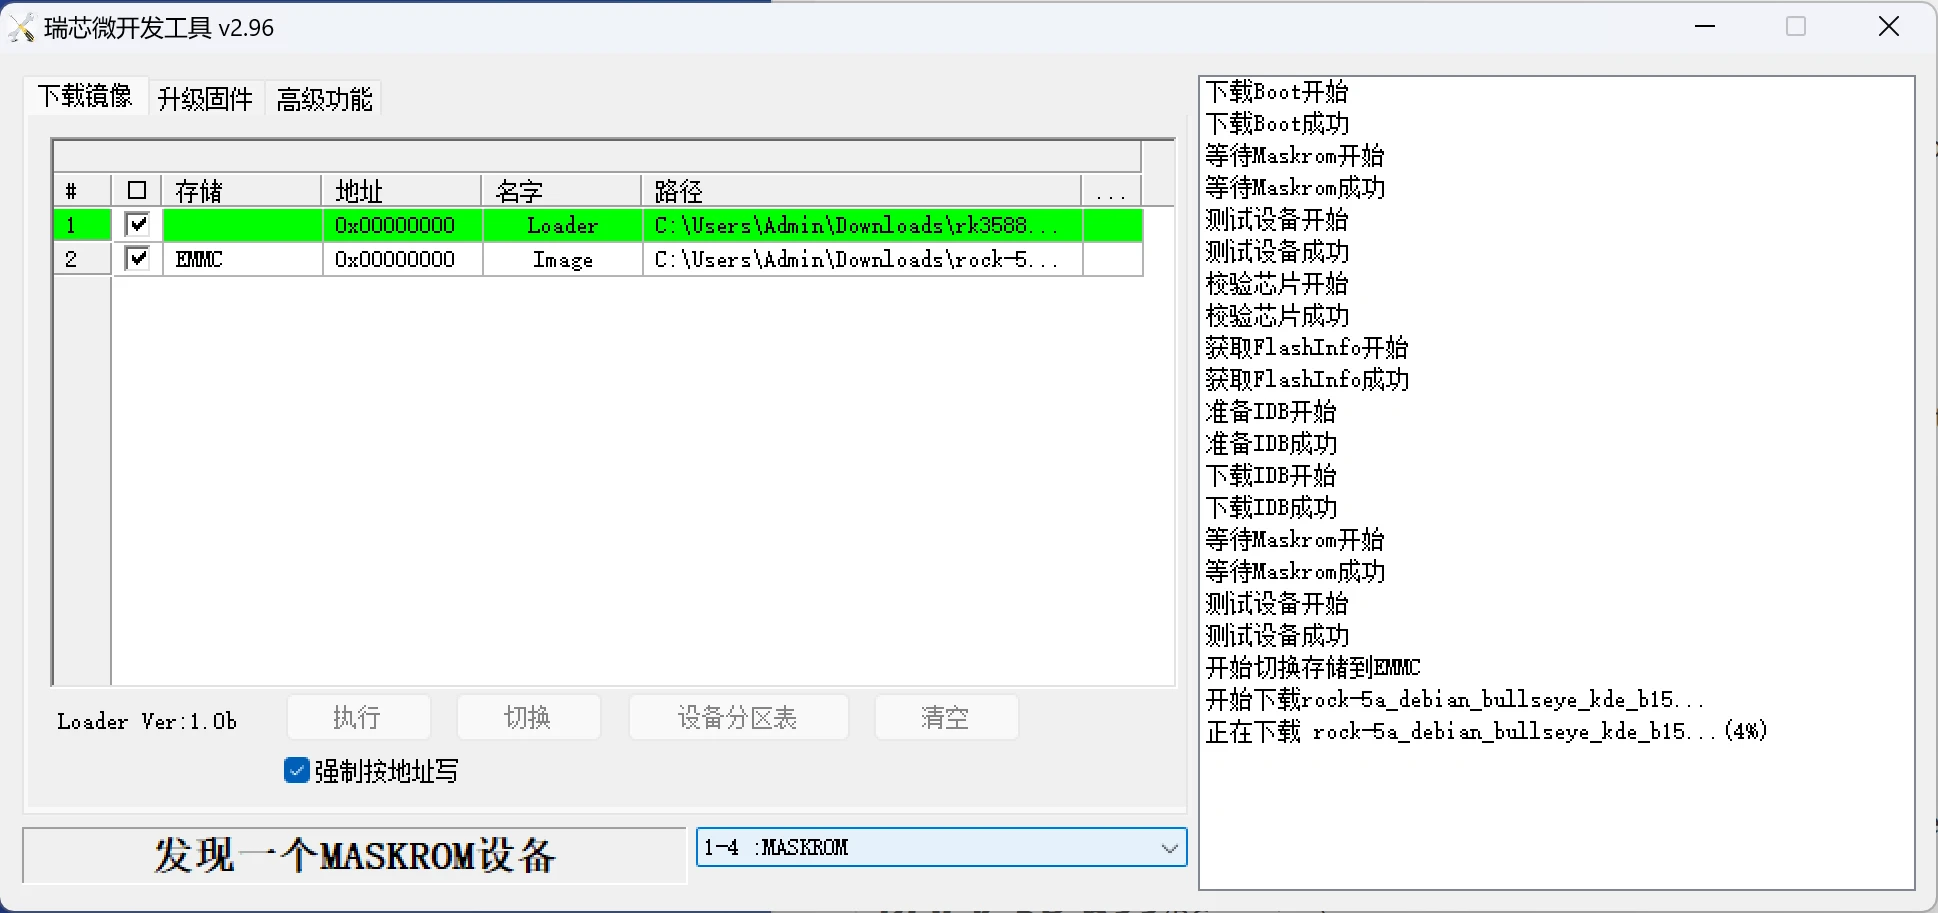 瑞芯微开发工具 v2.96
下载镜像 升级固件 高级功能
# 存储 地址 名字 路径 ...
1 0x00000000 Loader C:\Users\Admin\Downloads\rk3588...
2 EMMC 0x00000000 Image C:\Users\Admin\Downloads\rock-5...
Loader Ver:1.0b 执行 切换 设备分区表 清空
强制按地址写
发现一个MASKROM设备 1-4 :MASKROM
下载Boot开始
下载Boot成功
等待Maskrom开始
等待Maskrom成功
测试设备开始
测试设备成功
校验芯片开始
校验芯片成功
获取FlashInfo开始
获取FlashInfo成功
准备IDB开始
准备IDB成功
下载IDB开始
下载IDB成功
等待Maskrom开始
等待Maskrom成功
测试设备开始
测试设备成功
开始切换存储到EMMC
开始下载rock-5a_debian_bullseye_kde_b15...
正在下载 rock-5a_debian_bullseye_kde_b15...(4%)